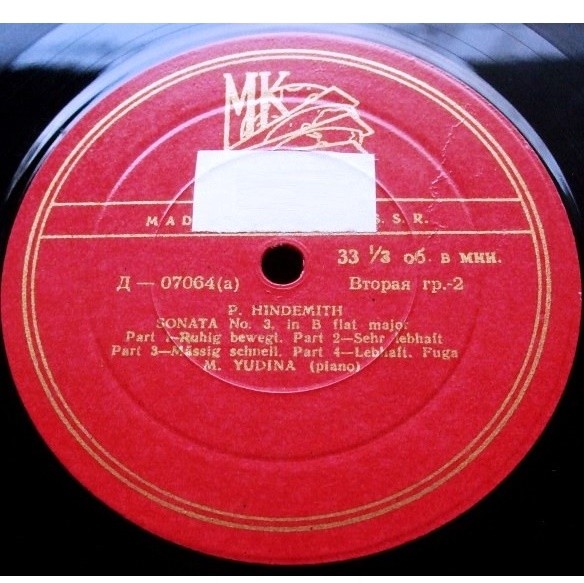 МК
MAD S.S.R.
33 1/3 об. в мин.
Д — 07064(а) Вторая гр.-2
P. HINDEMITH
SONATA No. 3, in B flat major
Part 1—Ruhig bewegt. Part 2—Sehr lebhaft
Part 3—Mässig schnell. Part 4—Lebhaft. Fuga
M. YUDINA (piano)